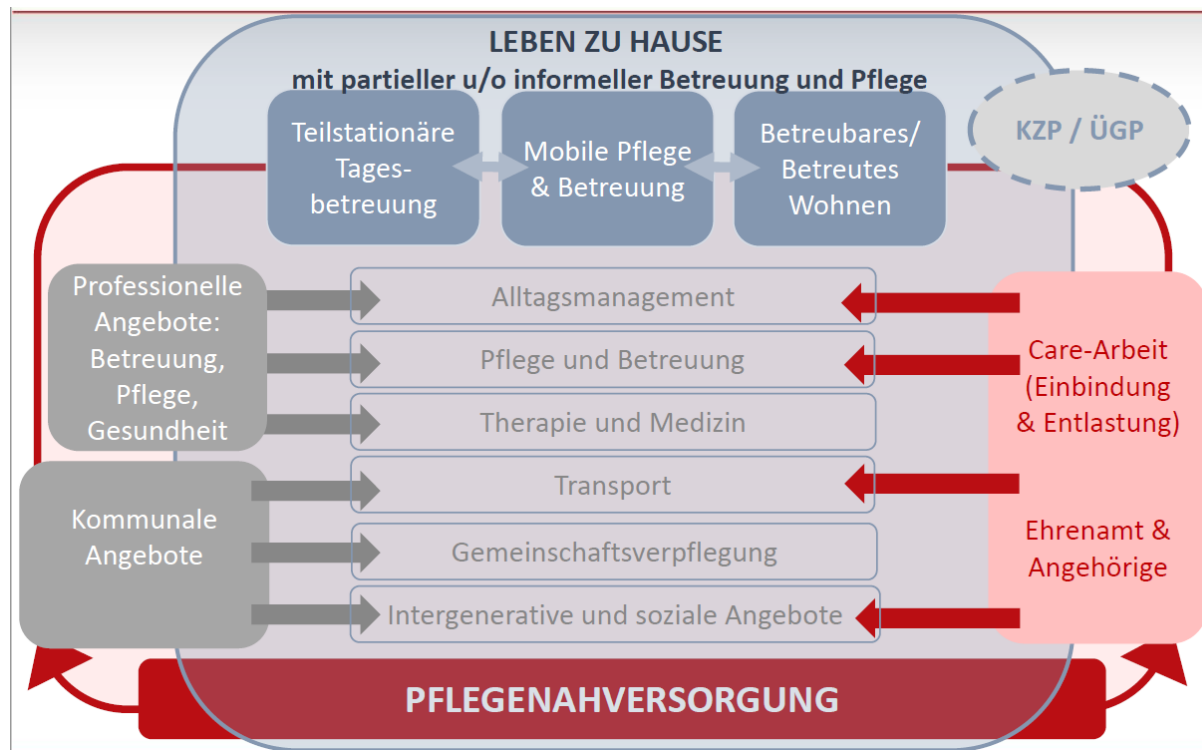 LEBEN ZU HAUSE
mit partieller u/o informeller Betreuung und Pflege
KZP / ÜGP
Teilstationäre
Tages-
betreuung
Mobile Pflege
& Betreuung
Betreubares/
Betreutes
Wohnen
Professionelle
Angebote:
Betreuung,
Pflege,
Gesundheit
Kommunale
Angebote
Alltagsmanagement
Pflege und Betreuung
Therapie und Medizin
Transport
Gemeinschaftsverpflegung
Intergenerative und soziale Angebote
Care-Arbeit
(Einbindung
& Entlastung)
Ehrenamt &
Angehörige
PFLEGENAHVERSORGUNG